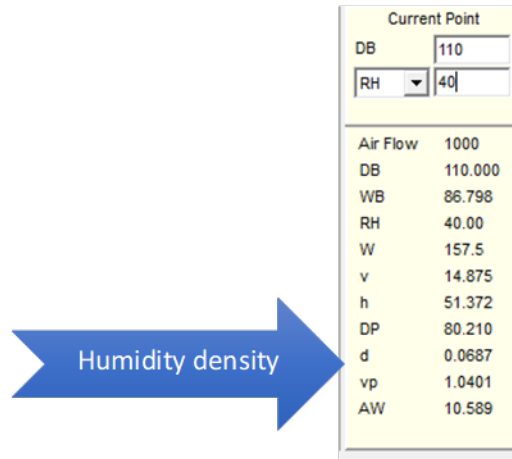 Current Point
DB 110
RH 40
Air Flow 1000
DB 110.000
WB 86.798
RH 40.00
W 157.5
v 14.875
h 51.372
DP 80.210
Humidity density
d 0.0687
vp 1.0401
AW 10.589